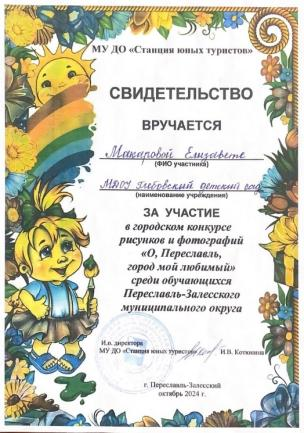 МУ ДО «Станция юных туристов»
СВИДЕТЕЛЬСТВО
ВРУЧАЕТСЯ
Макаровой Елизавете
(ФИО участника)
МДОУ Глебовский детский сад
(наименование учреждения)
ЗА УЧАСТИЕ
в городском конкурсе
рисунков и фотографий
«О, Переславль,
город мой любимый»
среди обучающихся
Переславль-Залесского
муниципального округа
И.о. директора
МУ ДО «Станция юных туристов» И.В. Котюнина
г. Переславль-Залесский
октябрь 2024 г.